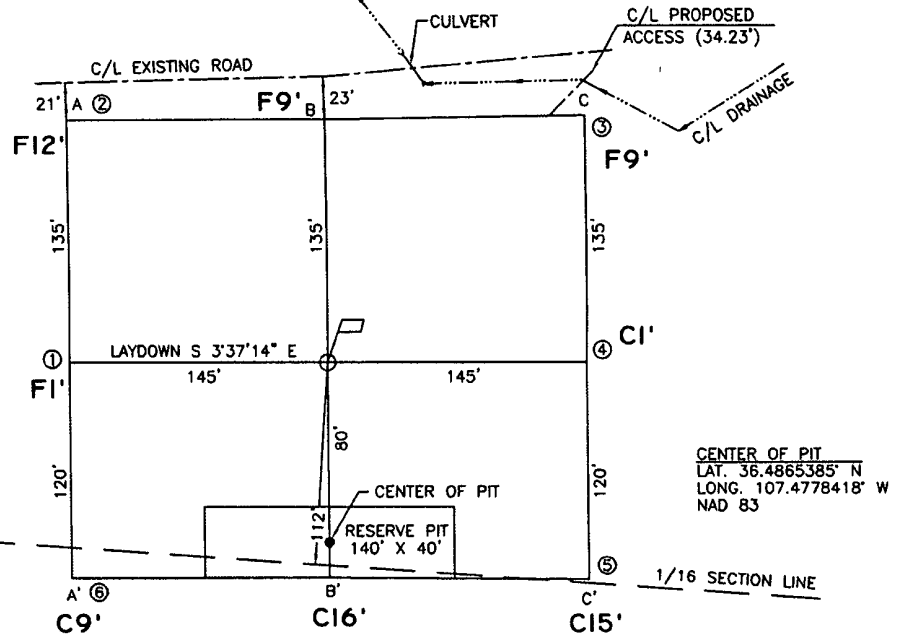 CULVERT
C/L PROPOSED
ACCESS (34.23')
C/L EXISTING ROAD
21' A ② F9' B 23' C
C/L DRAINAGE
F12' ③
F9'
135' 135' 135'
C1'
① LAYDOWN S 3°37'14" E ④
F1' 145' 145'
80'
120' 120'
CENTER OF PIT
LAT. 36.4865385° N
LONG. 107.4778418° W
NAD 83
CENTER OF PIT
112' RESERVE PIT
140' X 40'
⑤
1/16 SECTION LINE
A' ⑥ B' C'
C9' C16' C15'